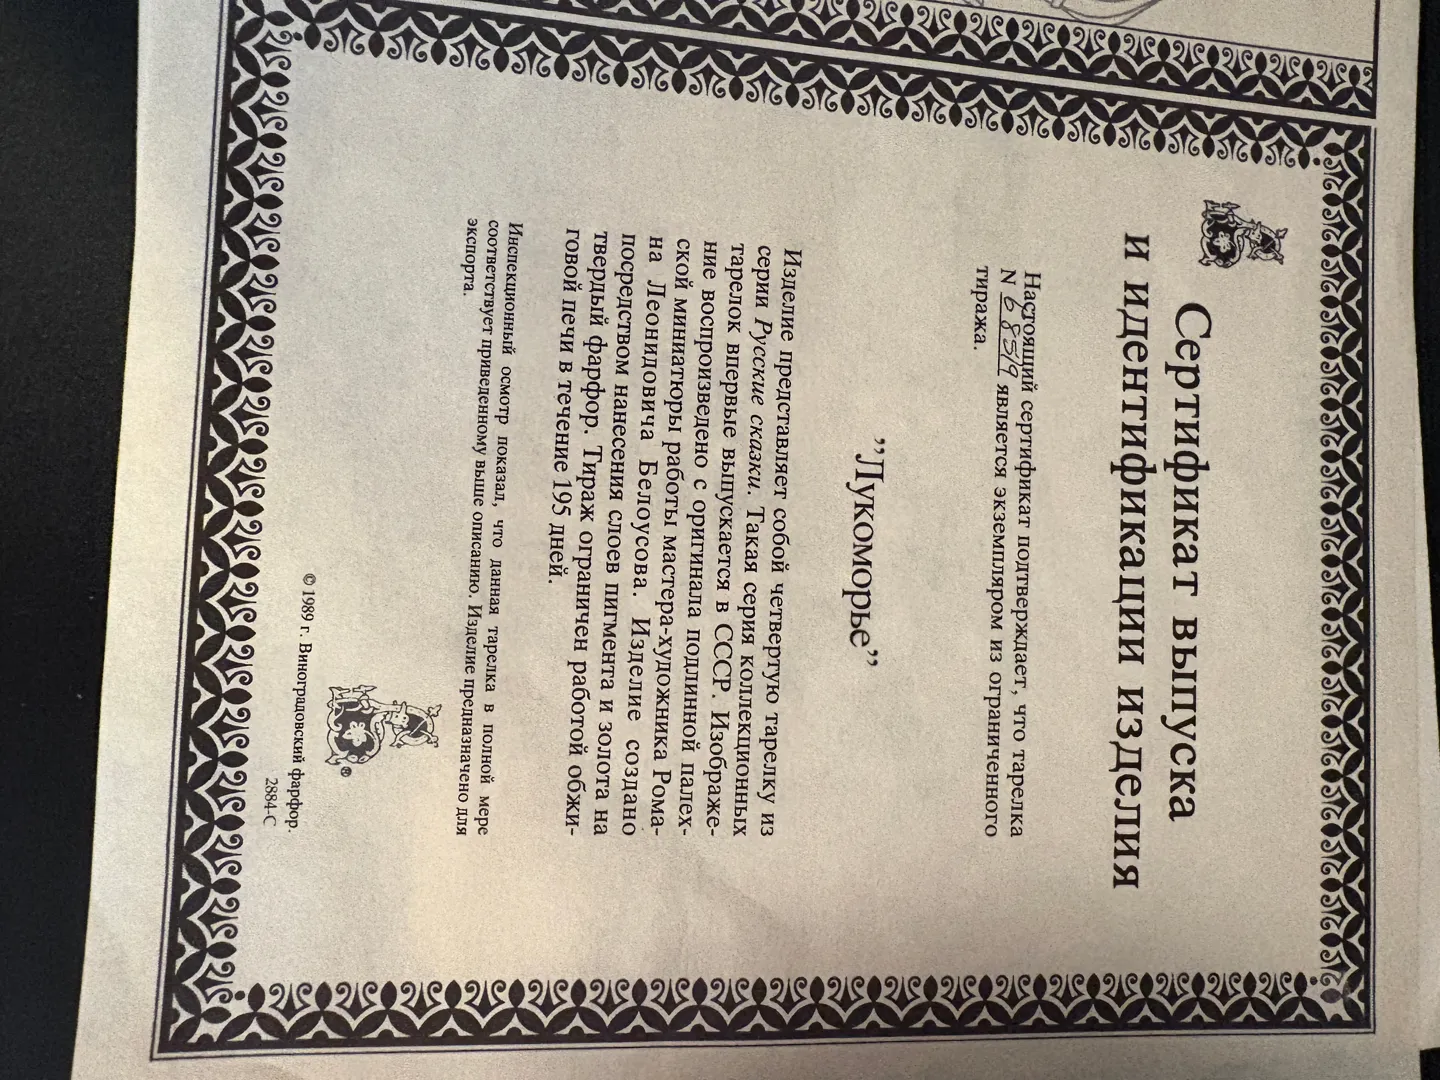 Сертификат выпуска
и идентификации изделия
Настоящий сертификат подтверждает, что тарелка
N 6 8519 является экземпляром из ограниченного
тиража.
”Лукоморье”
Изделие представляет собой четвертую тарелку из
серии Русские сказки. Такая серия коллекционных
тарелок впервые выпускается в СССР. Изображе-
ние воспроизведено с оригинала подлинной палех-
ской миниатюры работы мастера-художника Рома-
на Леонидовича Белоусова. Изделие создано
посредством нанесения слоев пигмента и золота на
твердый фарфор. Тираж ограничен работой обжи-
говой печи в течение 195 дней.
Инспекционный осмотр показал, что данная тарелка в полной мере
соответствует приведенному выше описанию. Изделие предназначено для
экспорта.
®
© 1989 г. Виноградовский фарфор.
2884-C